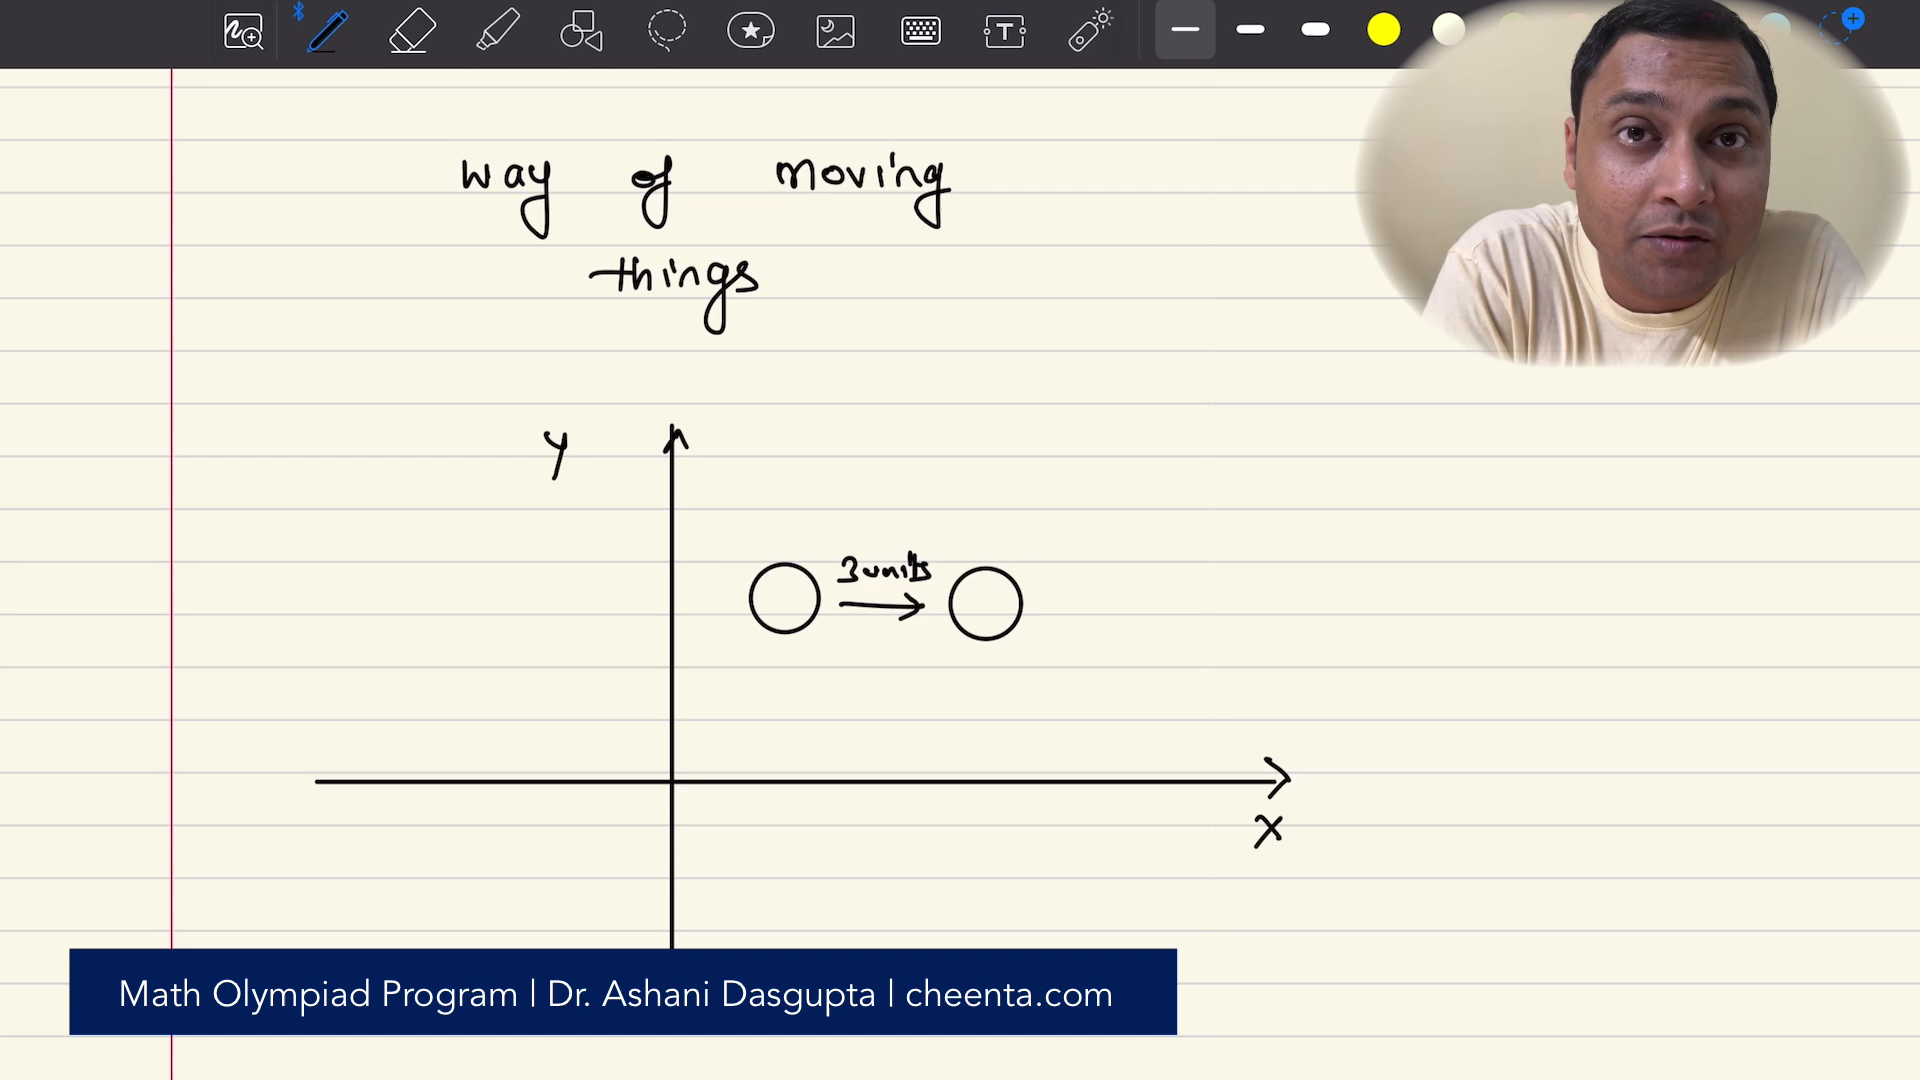 way of moving
things
y
3 units
x
Math Olympiad Program | Dr. Ashani Dasgupta | cheenta.com